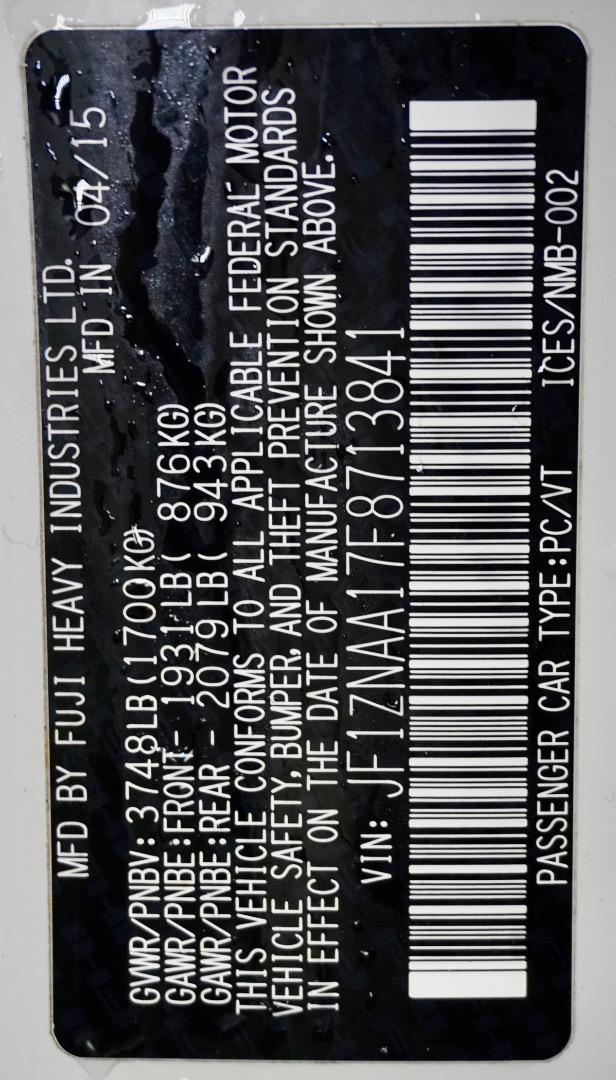 MFD BY FUJI HEAVY INDUSTRIES LTD.
MFD IN 04/15
GVWR/PNBV: 3748LB(1700KG)
GAWR/PNBE:FRONT- 1931LB( 876KG)
GAWR/PNBE:REAR - 2079LB( 943KG)
THIS VEHICLE CONFORMS TO ALL APPLICABLE FEDERAL MOTOR
VEHICLE SAFETY,BUMPER, AND THEFT PREVENTION STANDARDS
IN EFFECT ON THE DATE OF MANUFACTURE SHOWN ABOVE.
VIN: JF1ZNAA17F8713841
PASSENGER CAR TYPE:PC/VT ICES/NMB-002